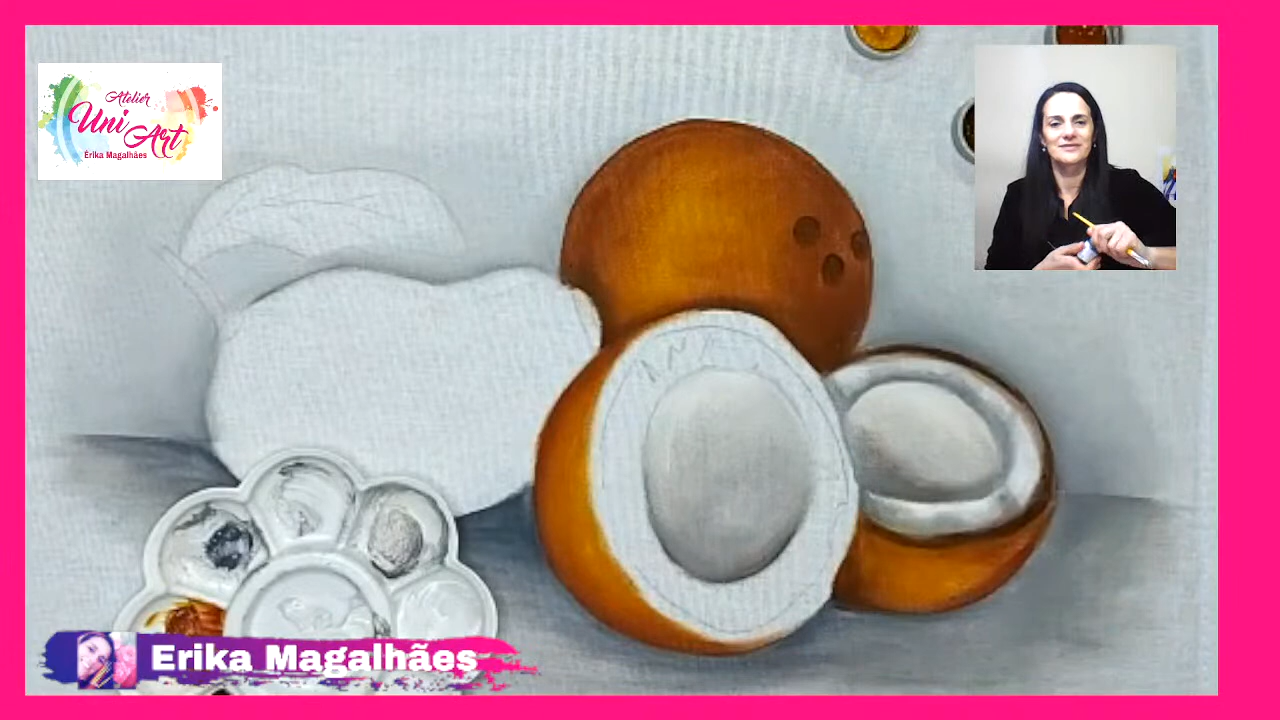 Atelier
Uni
Art
Érika Magalhães
Erika Magalhães